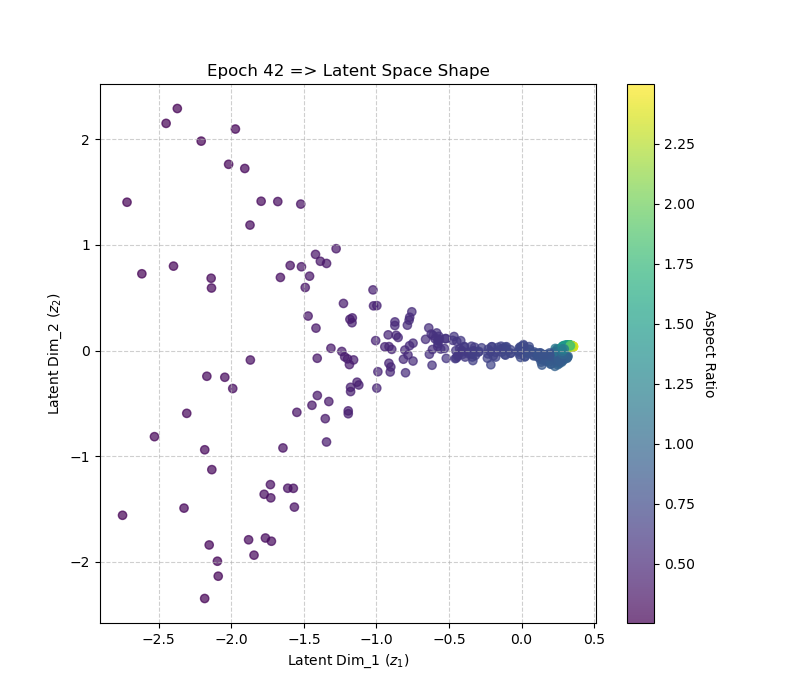 Epoch 42 => Latent Space Shape
2
1
0
−1
−2
Latent Dim_2 (z₂)
−2.5 −2.0 −1.5 −1.0 −0.5 0.0 0.5
Latent Dim_1 (z₁)
2.25
2.00
1.75
1.50
1.25
1.00
0.75
0.50
Aspect Ratio